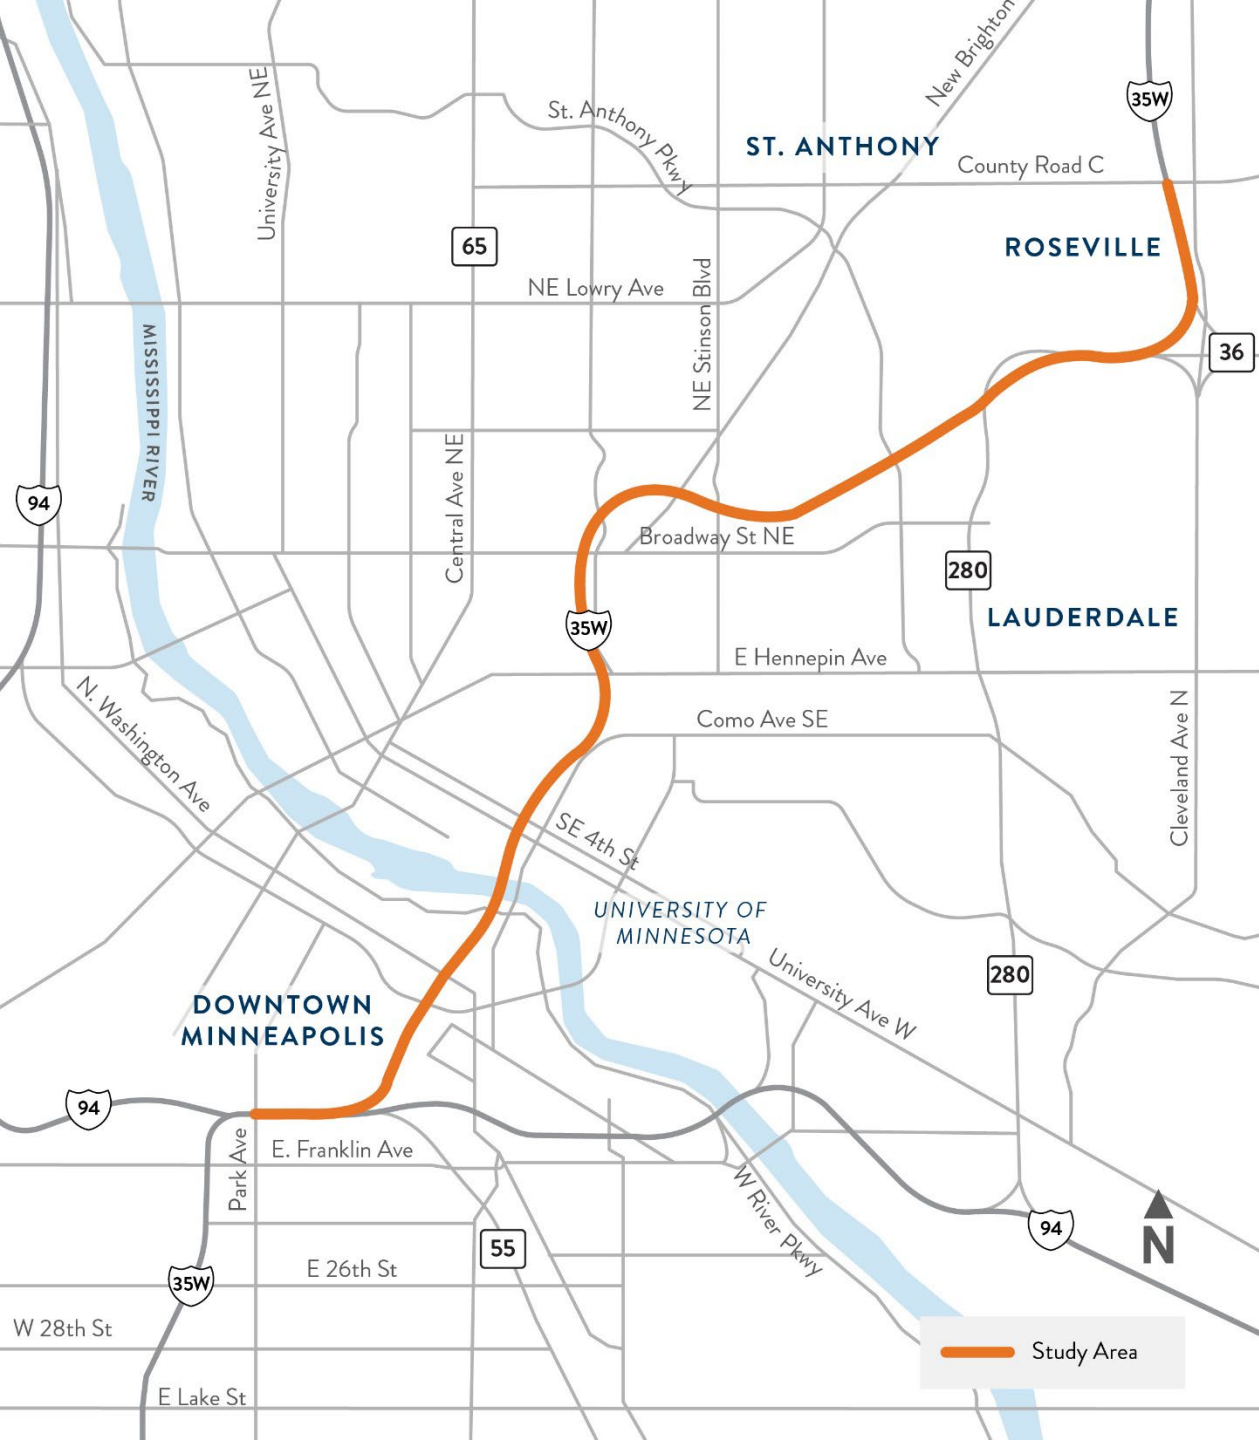 New Brighton
35W
University Ave NE
St. Anthony Pkwy
ST. ANTHONY
County Road C
65
ROSEVILLE
NE Lowry Ave
NE Stinson Blvd
36
MISSISSIPPI RIVER
94
Central Ave NE
Broadway St NE
280
35W
LAUDERDALE
E Hennepin Ave
N. Washington Ave
Como Ave SE
Cleveland Ave N
SE 4th St
UNIVERSITY OF
MINNESOTA
University Ave W
280
DOWNTOWN
MINNEAPOLIS
94
Park Ave
E. Franklin Ave
W River Pkwy
94
N
55
35W
E 26th St
W 28th St
Study Area
E Lake St